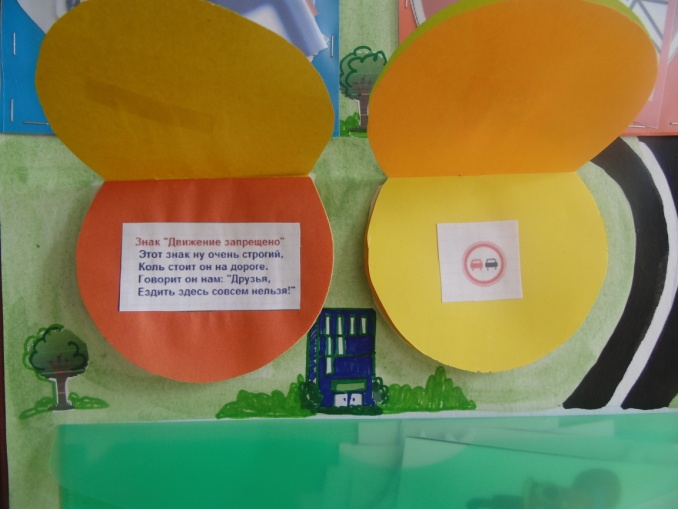 Знак "Движение запрещено"
Этот знак ну очень строгий,
Коль стоит он на дороге.
Говорит он нам: "Друзья,
Ездить здесь совсем нельзя!"